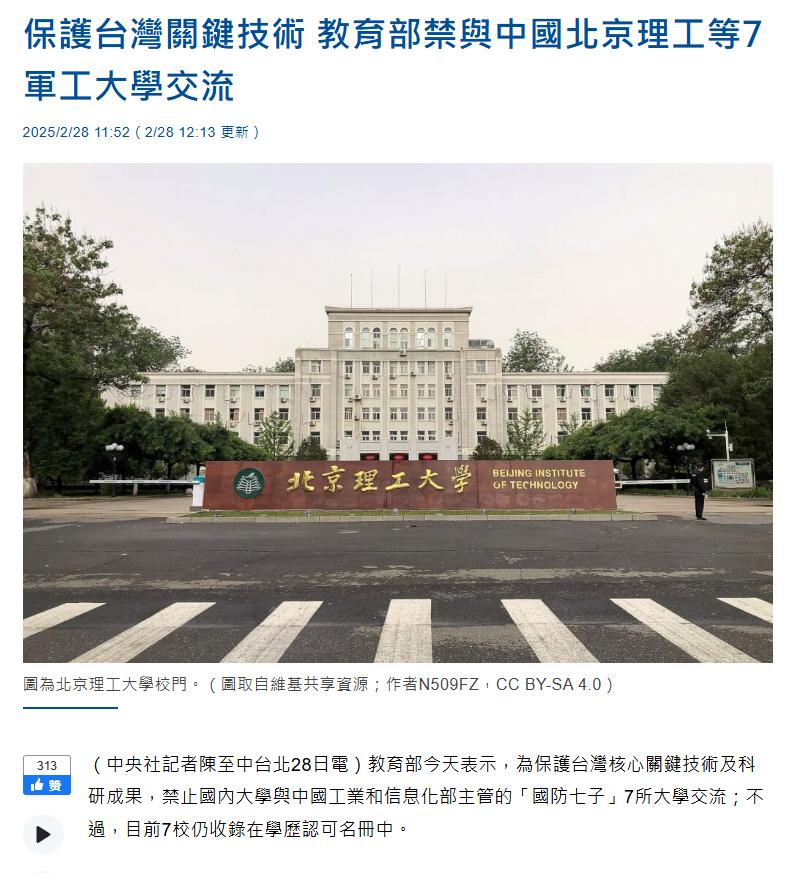 保護台灣關鍵技術 教育部禁與中國北京理工等7
軍工大學交流
2025/2/28 11:52（2/28 12:13 更新）
北京理工大學
BEIJING INSTITUTE
OF TECHNOLOGY
圖為北京理工大學校門。（圖取自維基共享資源；作者N509FZ，CC BY-SA 4.0）
313
赞
（中央社記者陳至中台北28日電）教育部今天表示，為保護台灣核心關鍵技術及科
研成果，禁止國內大學與中國工業和信息化部主管的「國防七子」7所大學交流；不
過，目前7校仍收錄在學歷認可名冊中。